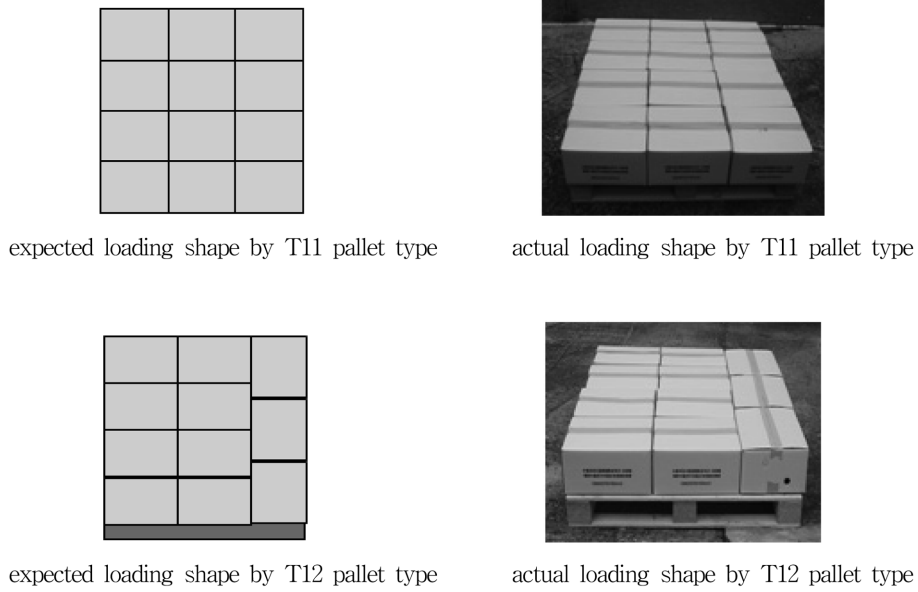 expected loading shape by T11 pallet type
actual loading shape by T11 pallet type
expected loading shape by T12 pallet type
actual loading shape by T12 pallet type